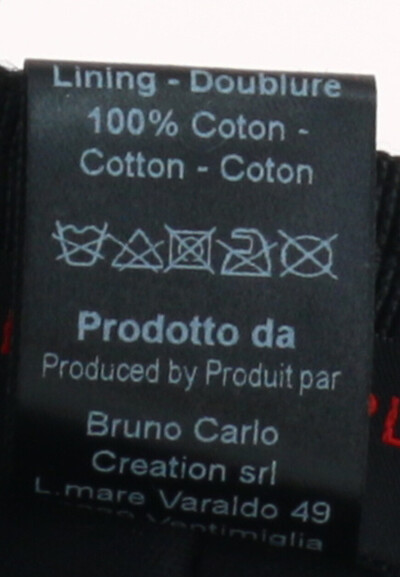 Lining - Doublure
100% Coton -
Cotton - Coton
Prodotto da
Produced by Produit par
Bruno Carlo
Creation srl
L.mare Varaldo 49
Ventimiglia